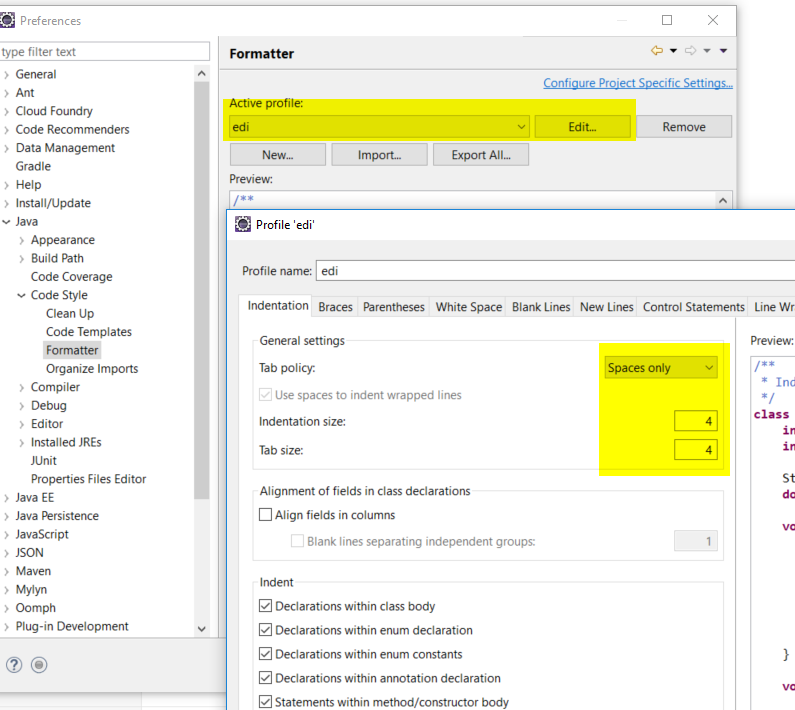 Preferences
type filter text
General
Ant
Cloud Foundry
Code Recommenders
Data Management
Gradle
Help
Install/Update
Java
Appearance
Build Path
Code Coverage
Code Style
Clean Up
Code Templates
Formatter
Organize Imports
Compiler
Debug
Editor
Installed JREs
JUnit
Properties Files Editor
Java EE
Java Persistence
JavaScript
JSON
Maven
Mylyn
Oomph
Plug-in Development
Formatter
Configure Project Specific Settings...
Active profile:
edi Edit... Remove
New... Import... Export All...
Preview:
/**
Profile 'edi'
Profile name: edi
Indentation Braces Parentheses White Space Blank Lines New Lines Control Statements Line Wr
General settings
Tab policy: Spaces only
Use spaces to indent wrapped lines
Indentation size: 4
Tab size: 4
Alignment of fields in class declarations
Align fields in columns
Blank lines separating independent groups: 1
Indent
Declarations within class body
Declarations within enum declaration
Declarations within enum constants
Declarations within annotation declaration
Statements within method/constructor body
Preview:
/**
* Ind
*/
class
in
in
St
do
vo
}
vo